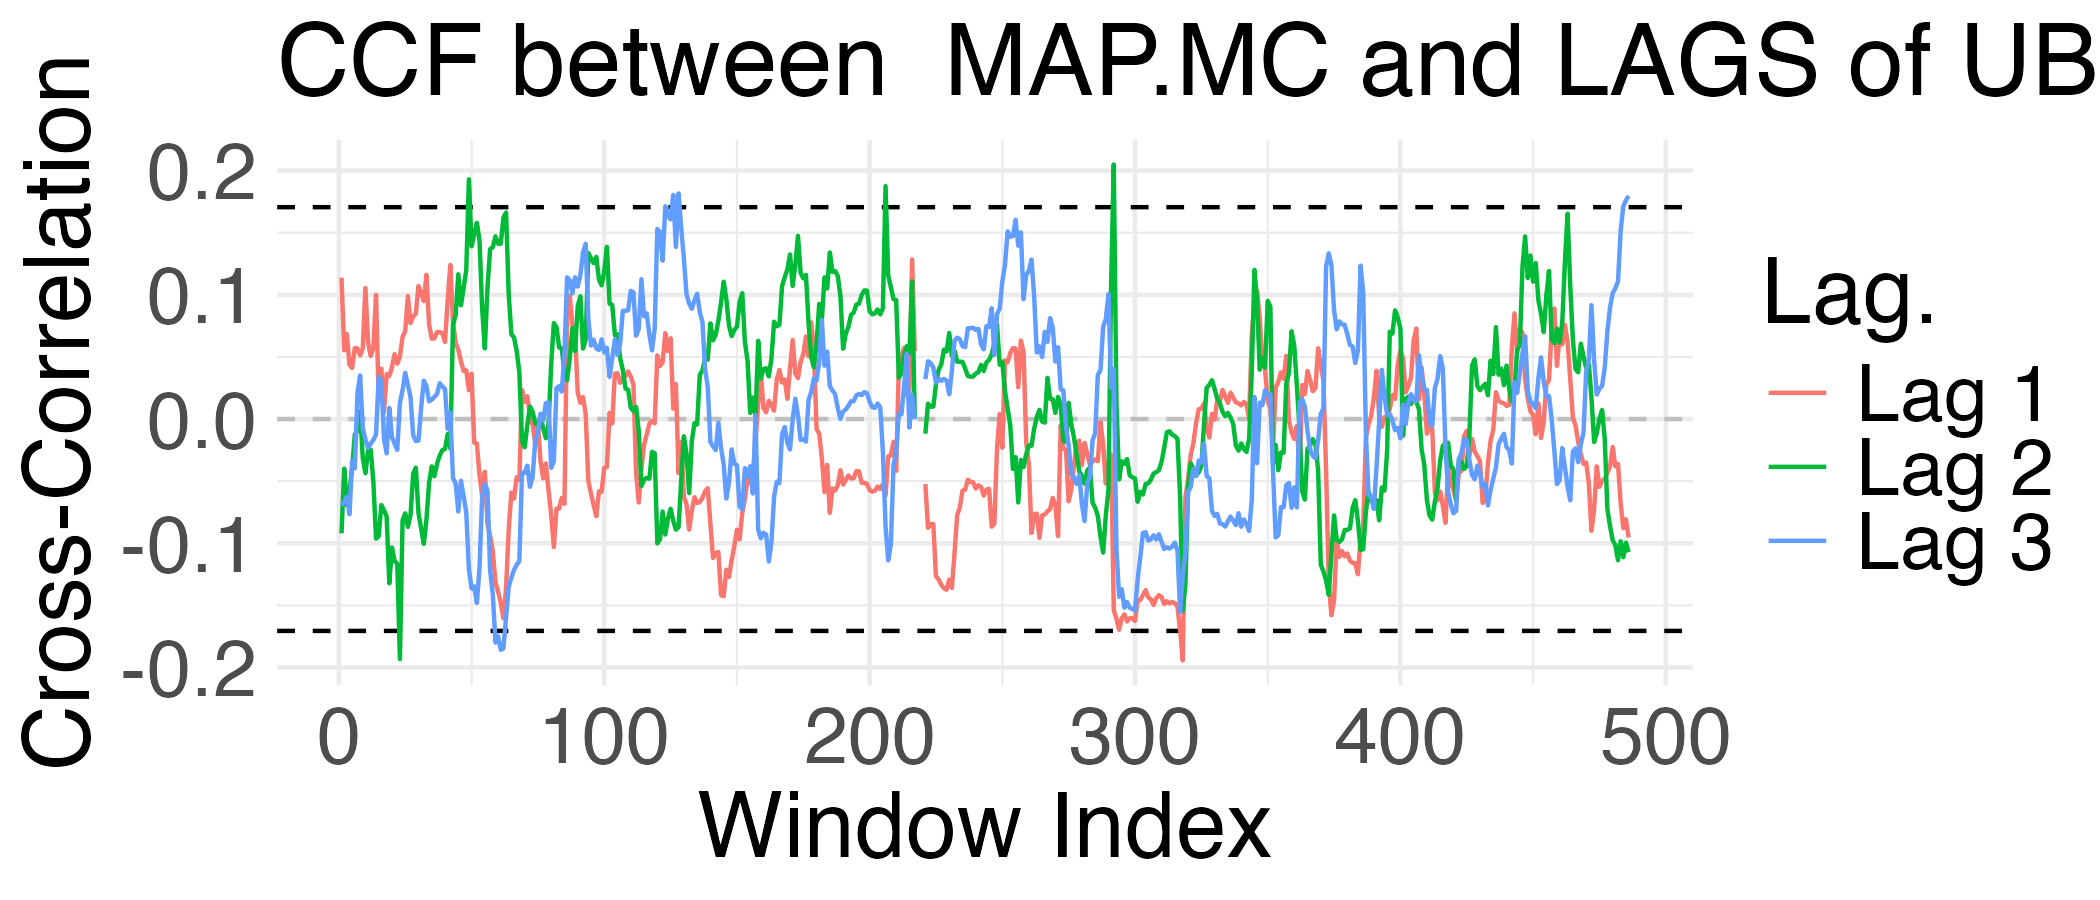 CCF between  MAP.MC and LAGS of UB
Cross-Correlation
0.2
0.1
0.0
-0.1
-0.2
0 100 200 300 400 500
Window Index
Lag.
Lag 1
Lag 2
Lag 3